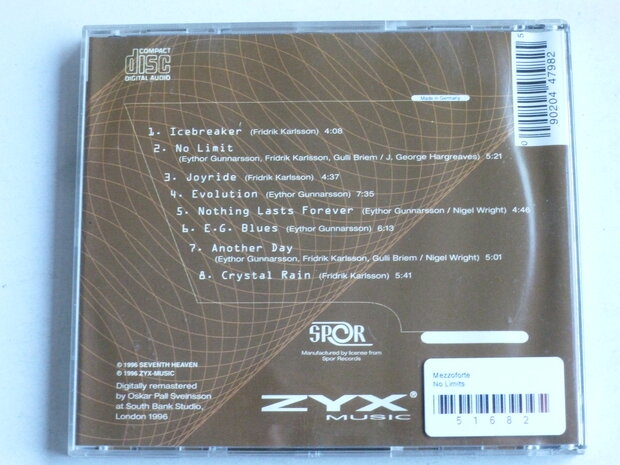 COMPACT
disc
DIGITAL AUDIO
Made in Germany
5
0 90204 47982
1. Icebreaker (Fridrik Karlsson) 4:08
2. No Limit
(Eythor Gunnarsson, Fridrik Karlsson, Gulli Briem / J. George Hargreaves) 5:21
3. Joyride (Fridrik Karlsson) 4:37
4. Evolution (Eythor Gunnarsson) 7:35
5. Nothing Lasts Forever (Eythor Gunnarsson / Nigel Wright) 4:46
6. E.G. Blues (Eythor Gunnarsson) 6:13
7. Another Day
(Eythor Gunnarsson, Fridrik Karlsson, Gulli Briem / Nigel Wright) 5:01
8. Crystal Rain (Fridrik Karlsson) 5:41
SPOR
Manufactured by license from
Spor Records
℗ 1996 SEVENTH HEAVEN
© 1996 ZYX-MUSIC
Digitally remastered
by Oskar Pall Sveinsson
at South Bank Studio,
London 1996
ZYX®
MUSIC
Mezzoforte
No Limits
51682